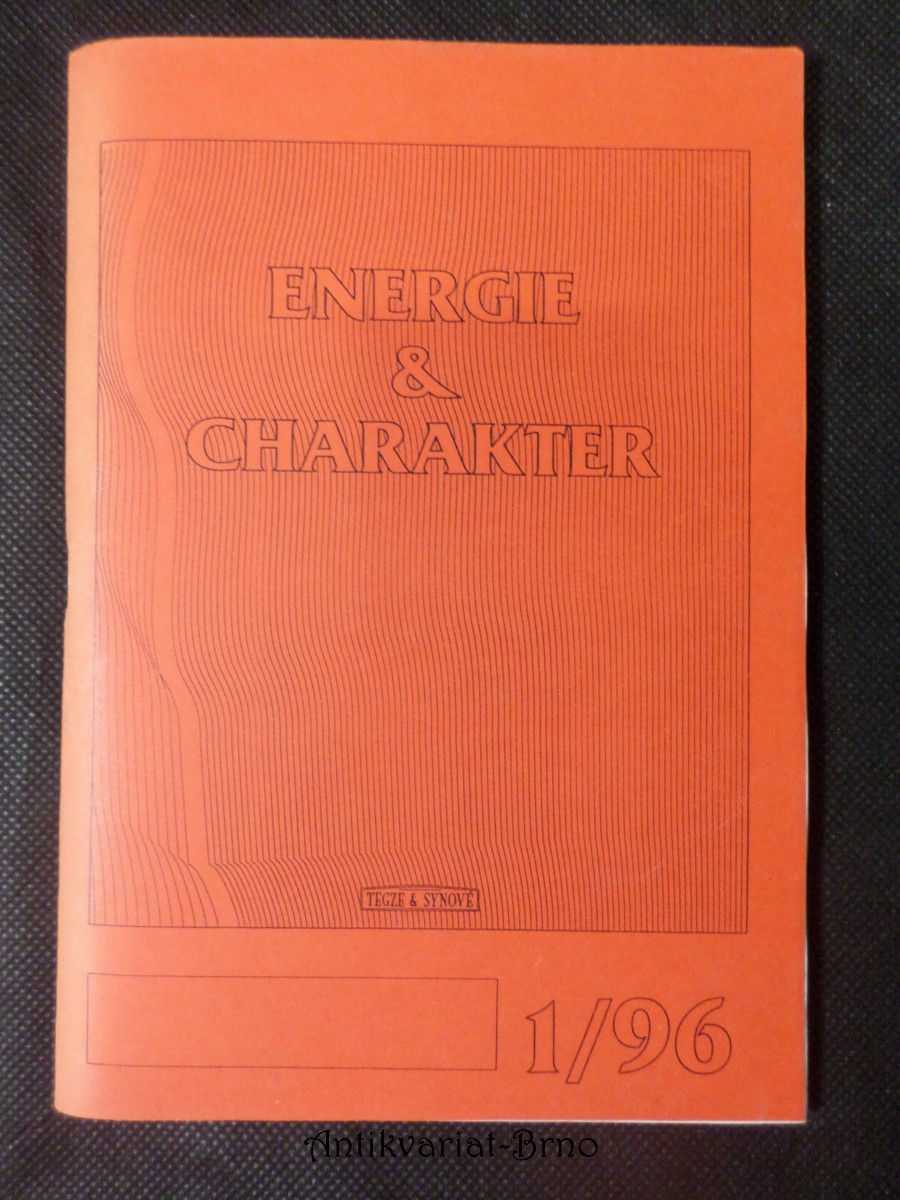 ENERGIE
&
CHARAKTER
TEGZE & SYNOVÉ
1/96
Antikvariat-Brno